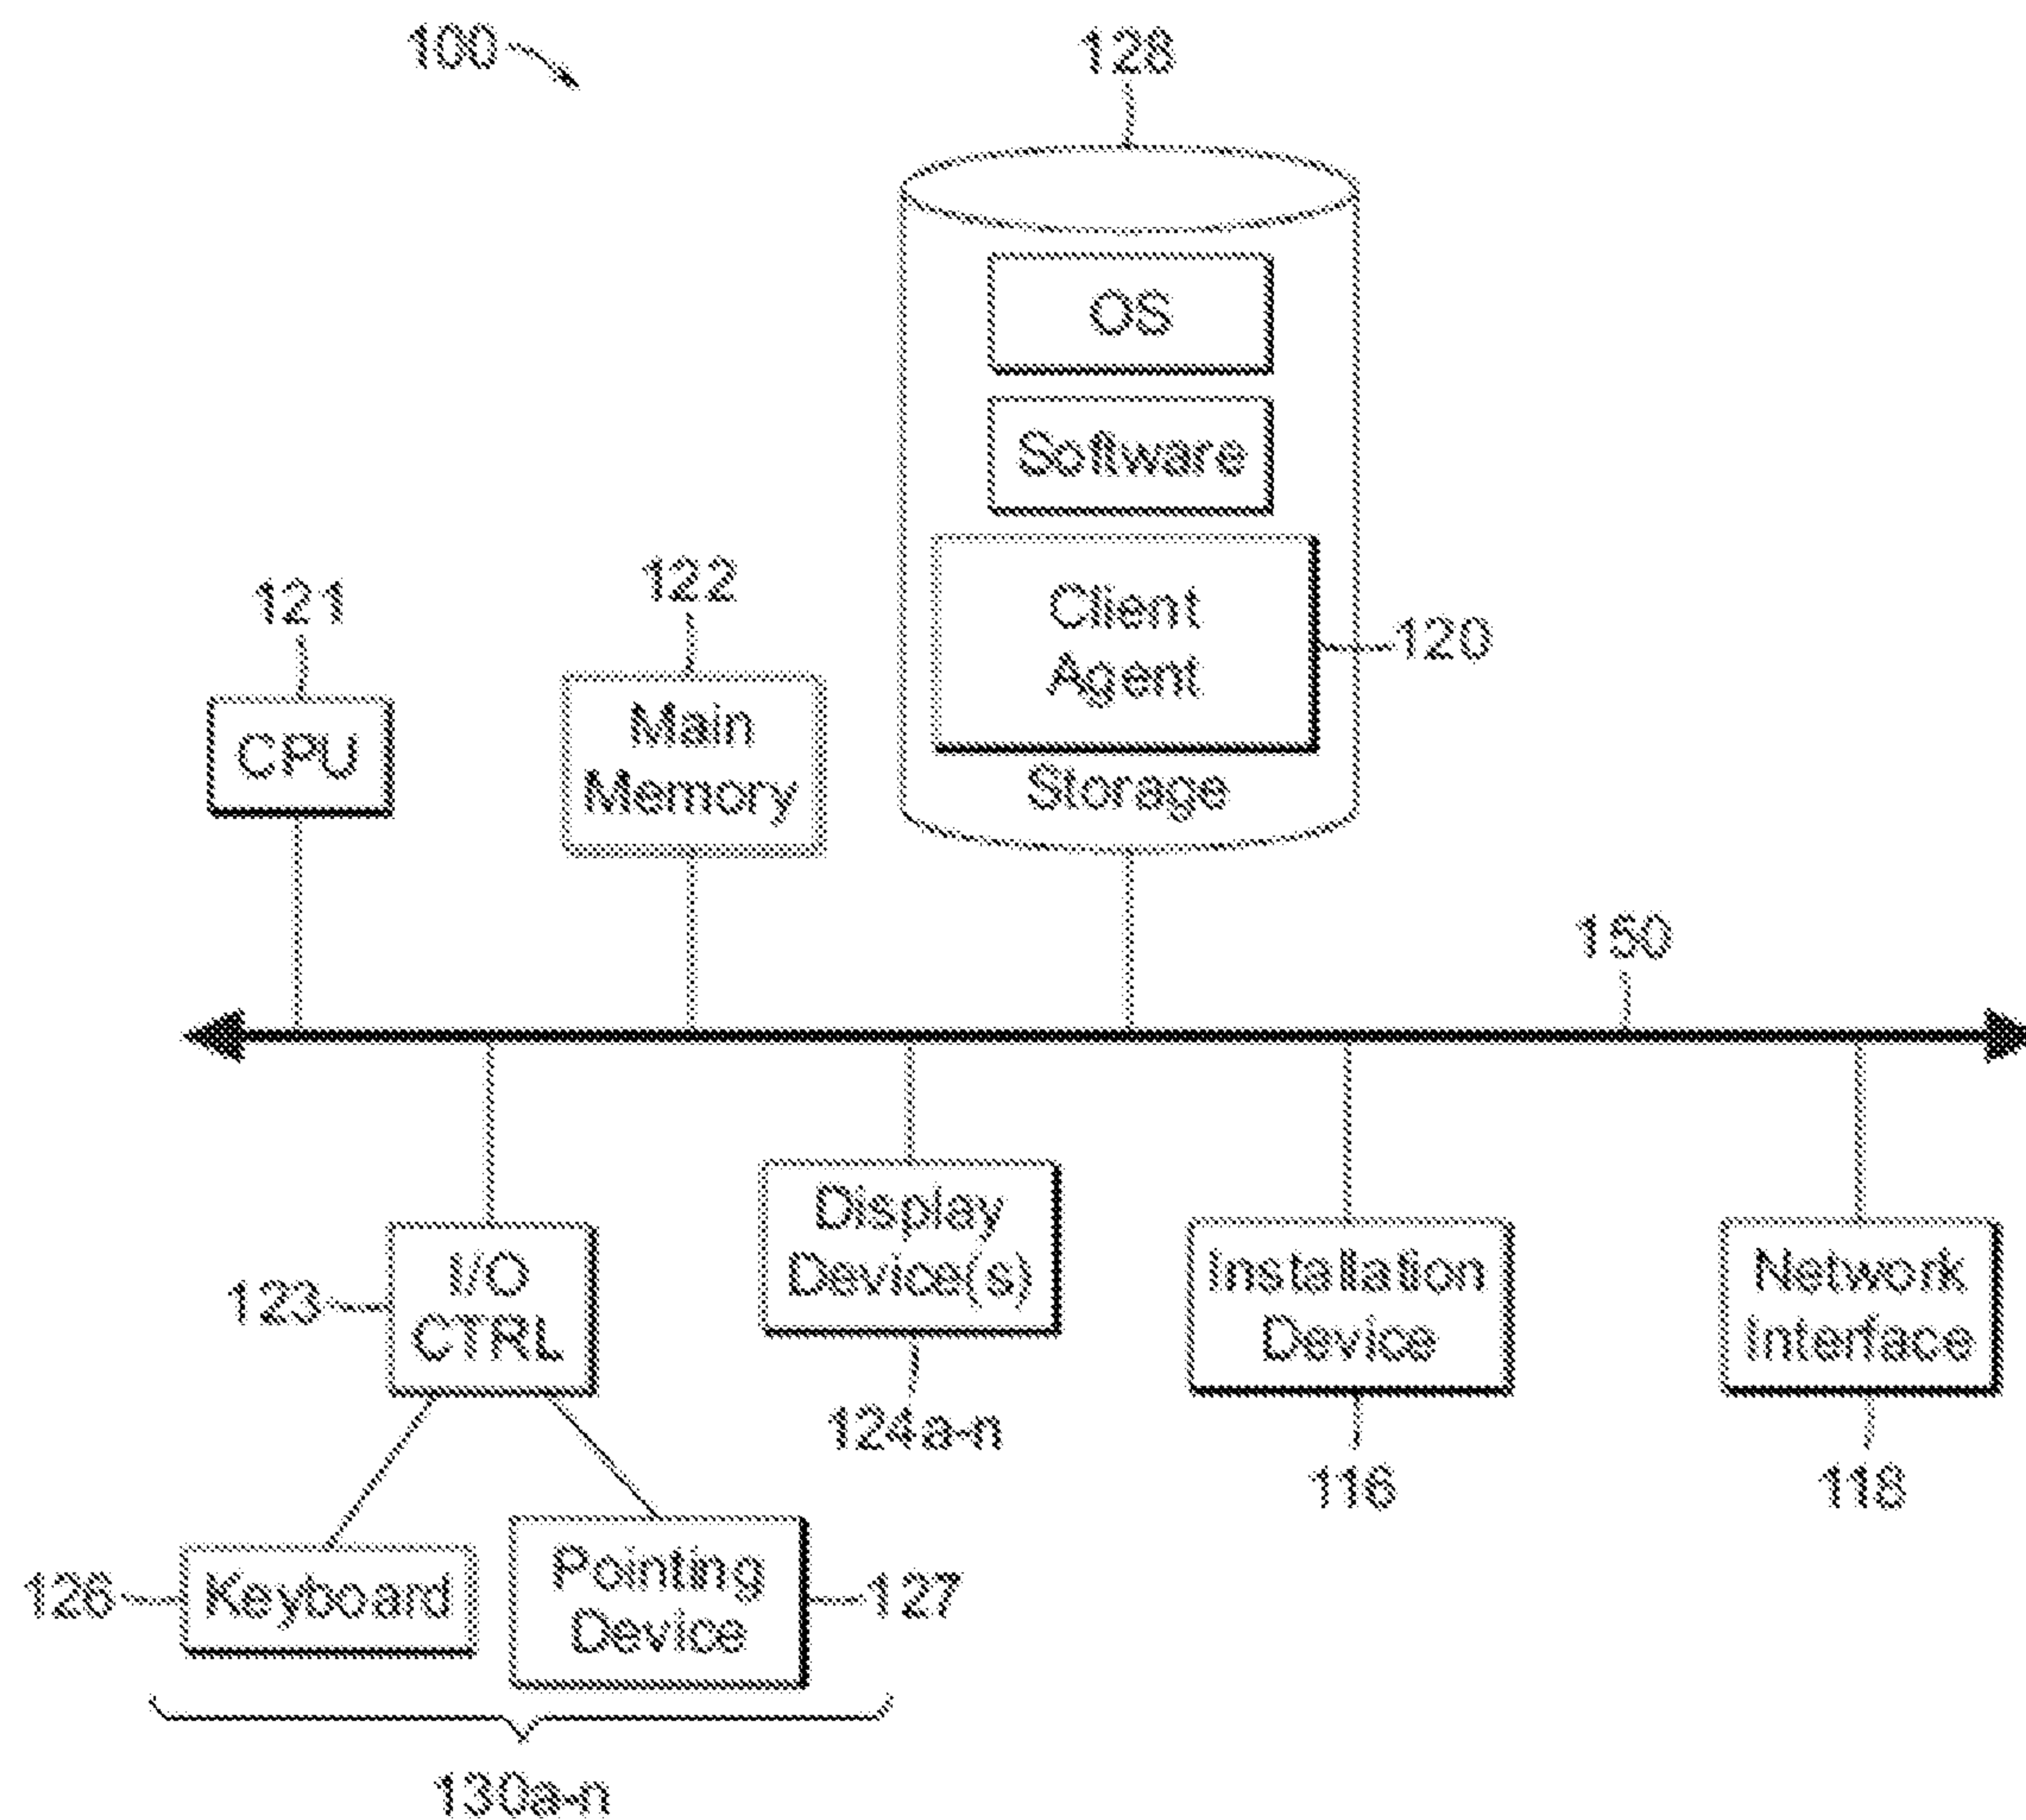 100
128
OS
Software
Client
Agent
120
Storage
121
CPU
122
Main
Memory
150
123
I/O
CTRL
Display
Device(s)
124a-n
Installation
Device
116
Network
Interface
118
126
Keyboard
Pointing
Device
127
130a-n